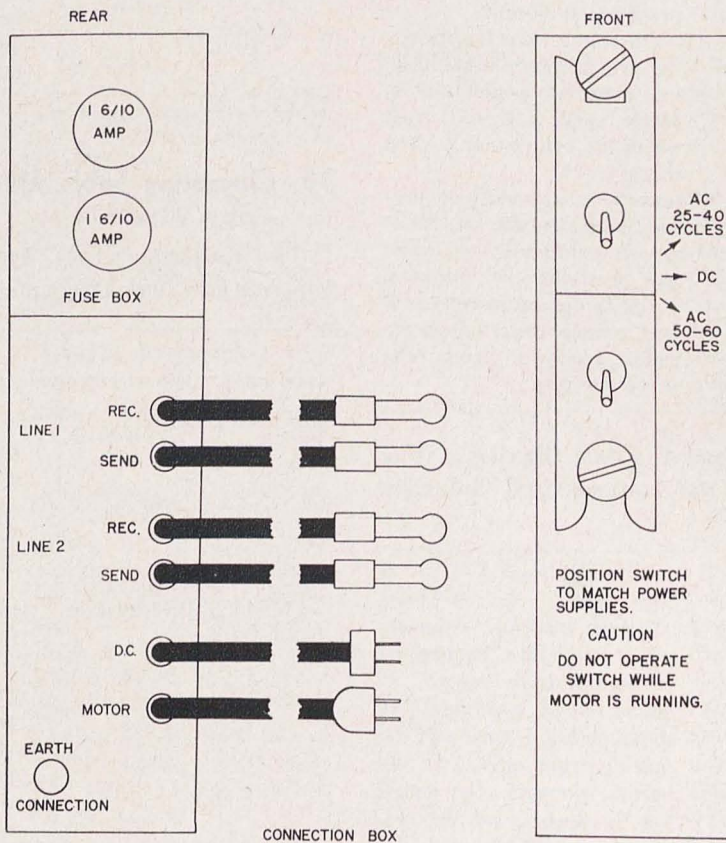 REAR
1 6/10
AMP
1 6/10
AMP
FUSE BOX
LINE 1
REC.
SEND
LINE 2
REC.
SEND
D.C.
MOTOR
EARTH
CONNECTION
CONNECTION BOX
FRONT
AC
25-40
CYCLES
DC
AC
50-60
CYCLES
POSITION SWITCH
TO MATCH POWER
SUPPLIES.
CAUTION
DO NOT OPERATE
SWITCH WHILE
MOTOR IS RUNNING.